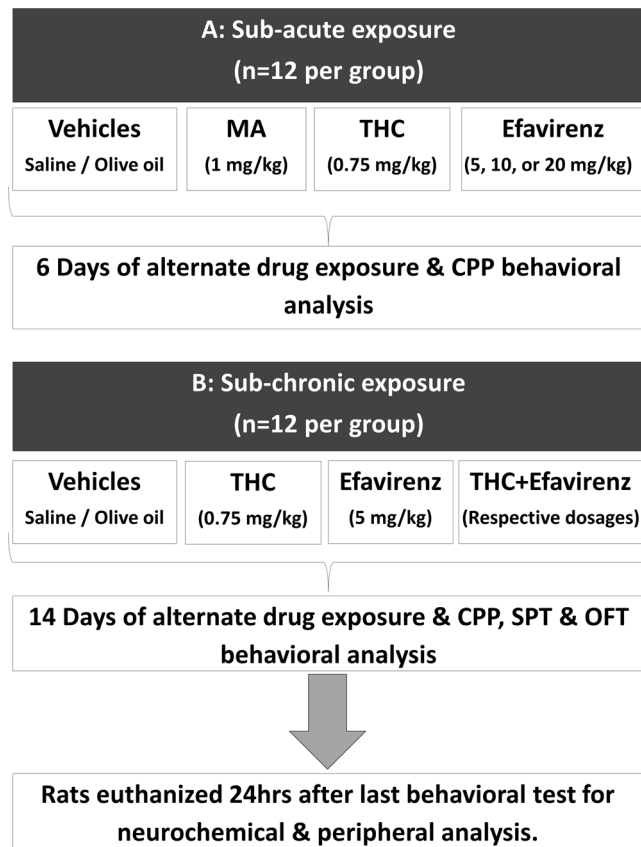 A: Sub-acute exposure
(n=12 per group)
Vehicles
Saline / Olive oil
MA
(1 mg/kg)
THC
(0.75 mg/kg)
Efavirenz
(5, 10, or 20 mg/kg)
6 Days of alternate drug exposure & CPP behavioral
analysis
B: Sub-chronic exposure
(n=12 per group)
Vehicles
Saline / Olive oil
THC
(0.75 mg/kg)
Efavirenz
(5 mg/kg)
THC+Efavirenz
(Respective dosages)
14 Days of alternate drug exposure & CPP, SPT & OFT
behavioral analysis
Rats euthanized 24hrs after last behavioral test for
neurochemical & peripheral analysis.